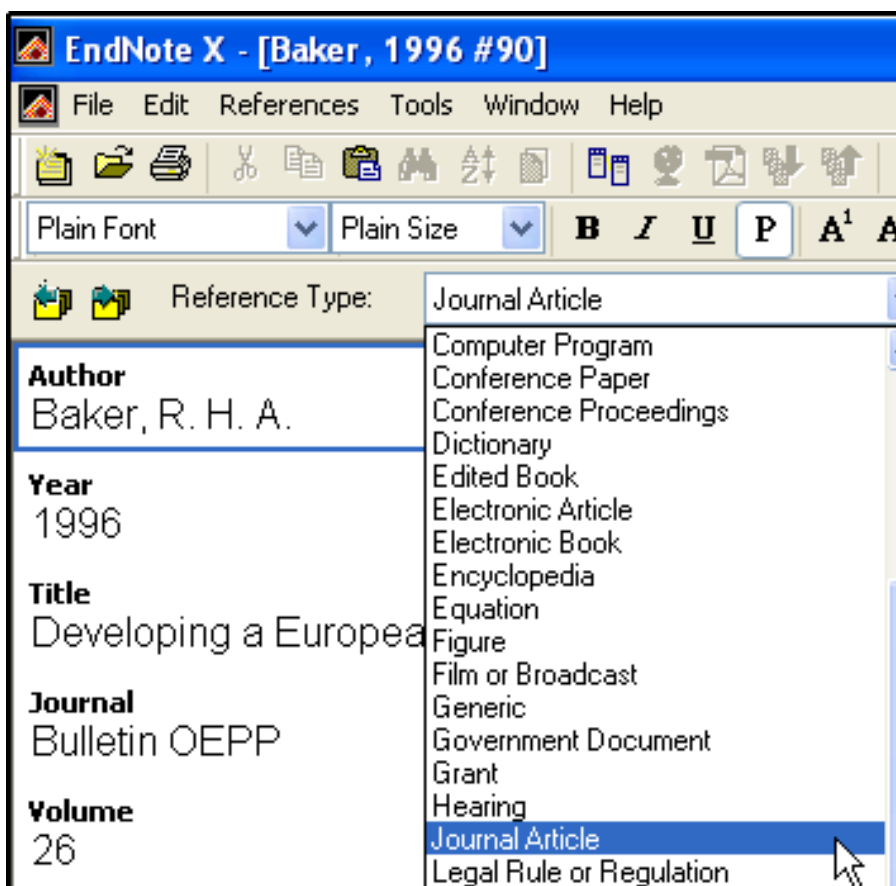 EndNote X - [Baker, 1996 #90]
File Edit References Tools Window Help
Plain Font Plain Size B I U P A1 A
Reference Type: Journal Article
Computer Program
Author
Conference Paper
Baker, R. H. A.
Conference Proceedings
Dictionary
Edited Book
Year
Electronic Article
1996
Electronic Book
Encyclopedia
Title
Equation
Developing a Europea
Figure
Film or Broadcast
Journal
Generic
Bulletin OEPP
Government Document
Grant
Hearing
Volume
Journal Article
26
Legal Rule or Regulation